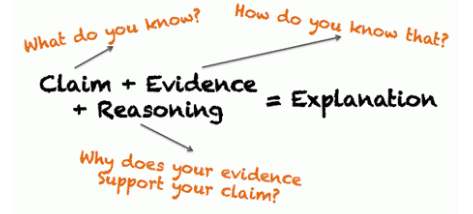 What do you know?
How do you know that?
Claim + Evidence
+ Reasoning
= Explanation
Why does your evidence
support your claim?